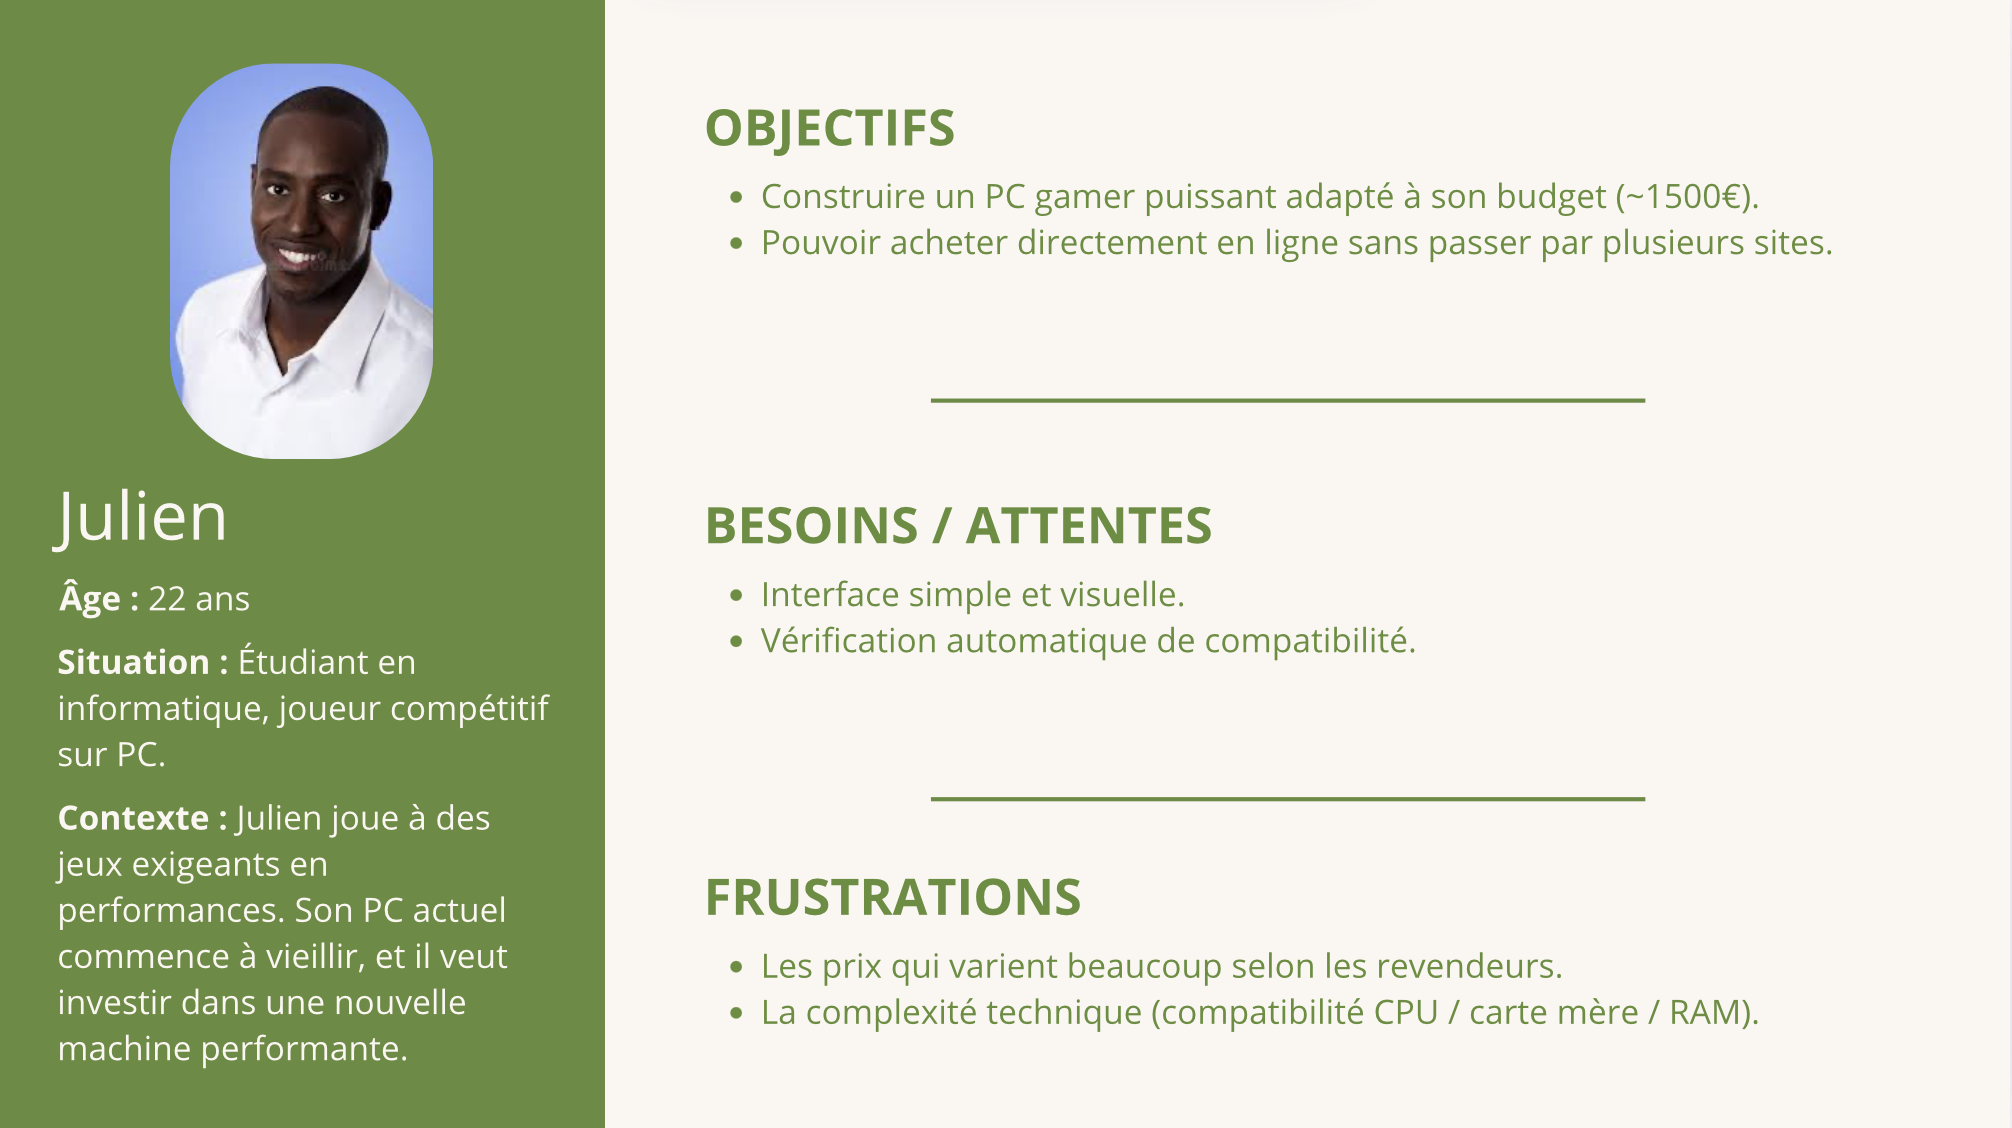 Julien
Âge : 22 ans
Situation : Étudiant en
informatique, joueur compétitif
sur PC.
Contexte : Julien joue à des
jeux exigeants en
performances. Son PC actuel
commence à vieillir, et il veut
investir dans une nouvelle
machine performante.
OBJECTIFS
• Construire un PC gamer puissant adapté à son budget (~1500€).
• Pouvoir acheter directement en ligne sans passer par plusieurs sites.
BESOINS / ATTENTES
• Interface simple et visuelle.
• Vérification automatique de compatibilité.
FRUSTRATIONS
• Les prix qui varient beaucoup selon les revendeurs.
• La complexité technique (compatibilité CPU / carte mère / RAM).